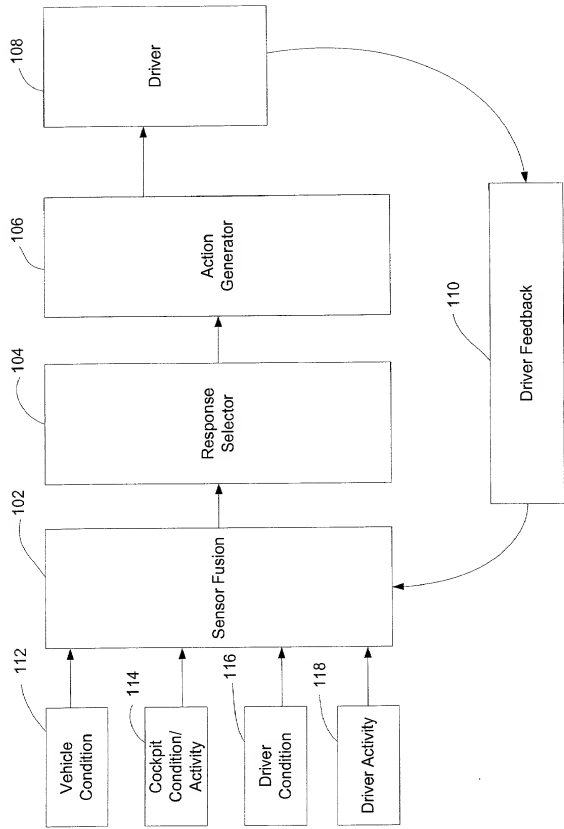 112
Vehicle
Condition
114
Cockpit
Condition/
Activity
116
Driver
Condition
118
Driver Activity
102
Sensor Fusion
104
Response
Selector
106
Action
Generator
108
Driver
110
Driver Feedback